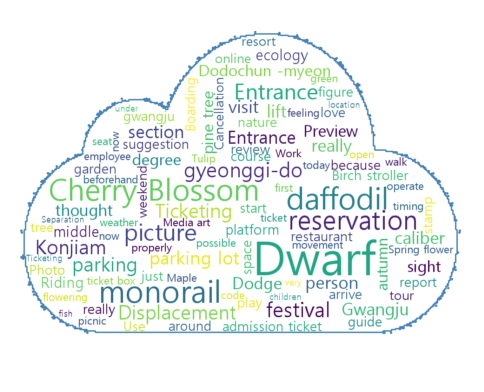 resort
online ecology
Dodochun -myeon
green
Boarding
Cancellation
Entrance figure
location
under
gwangju
visit lift feeling love
nature
pine tree
seat now section Entrance Preview
suggestion review Work really
employee degree course today because open walk
Tulip
garden gyeonggi-do Birch stroller
beforehand weekend first operate
Cherry Blossom daffodil
thought Ticketing start reservation stamp
Separation weather Media art ticket
tree middle now picture platform restaurant caliber
movement Spring flower
Konjiam properly possible space Dwarf autumn
Ticketing parking parking lot sight
Photo
Riding ticket box just Maple Dodge person report
flowering monorail code very arrive tour
play children
fish really Displacement festival Gwangju
picnic Use around admission ticket guide
timing